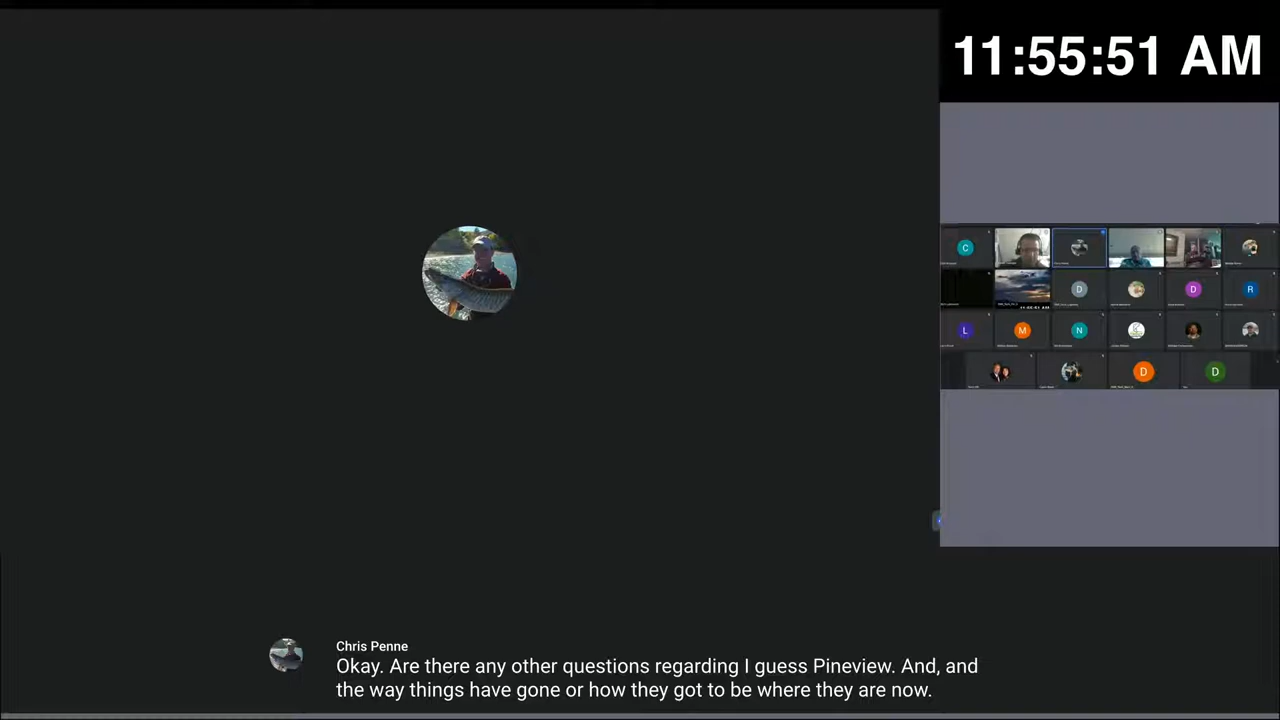 11:55:51 AM
C
D
D
R
L
M
N
D
D
Chris Penne
Okay. Are there any other questions regarding I guess Pineview. And, and
the way things have gone or how they got to be where they are now.